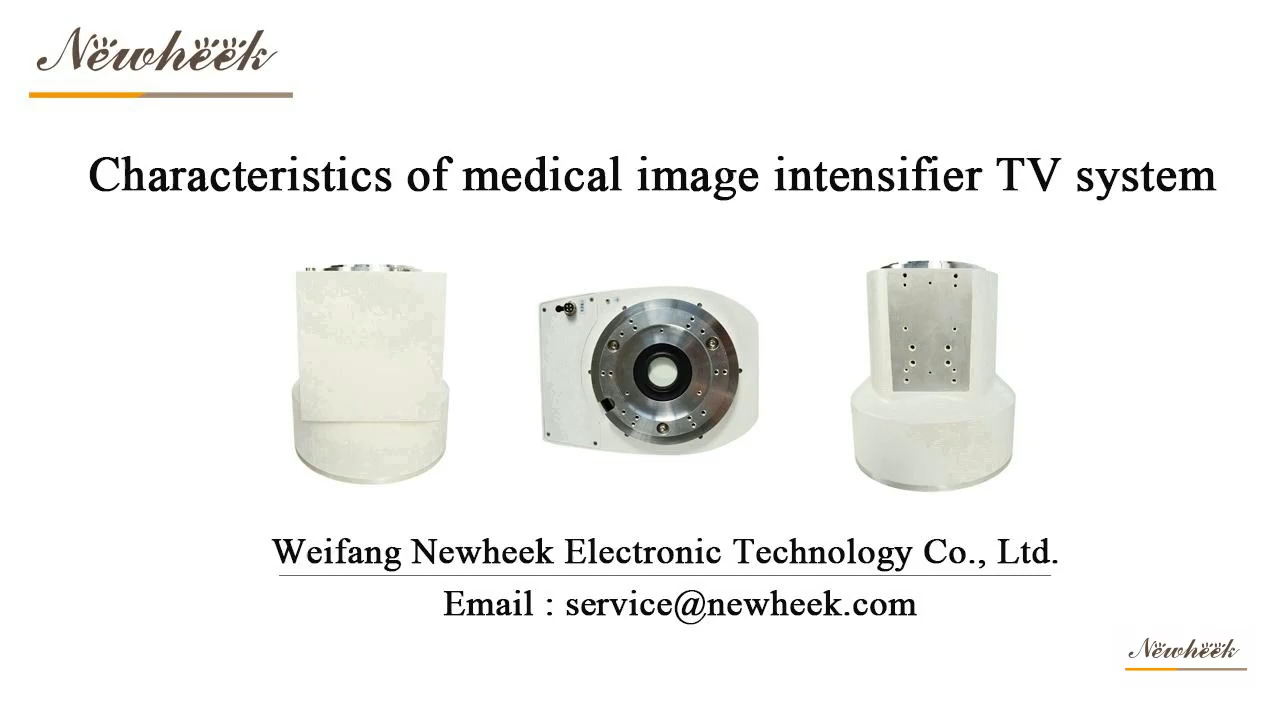 Newheek
Characteristics of medical image intensifier TV system
Weifang Newheek Electronic Technology Co., Ltd.
Email : service@newheek.com
Newheek